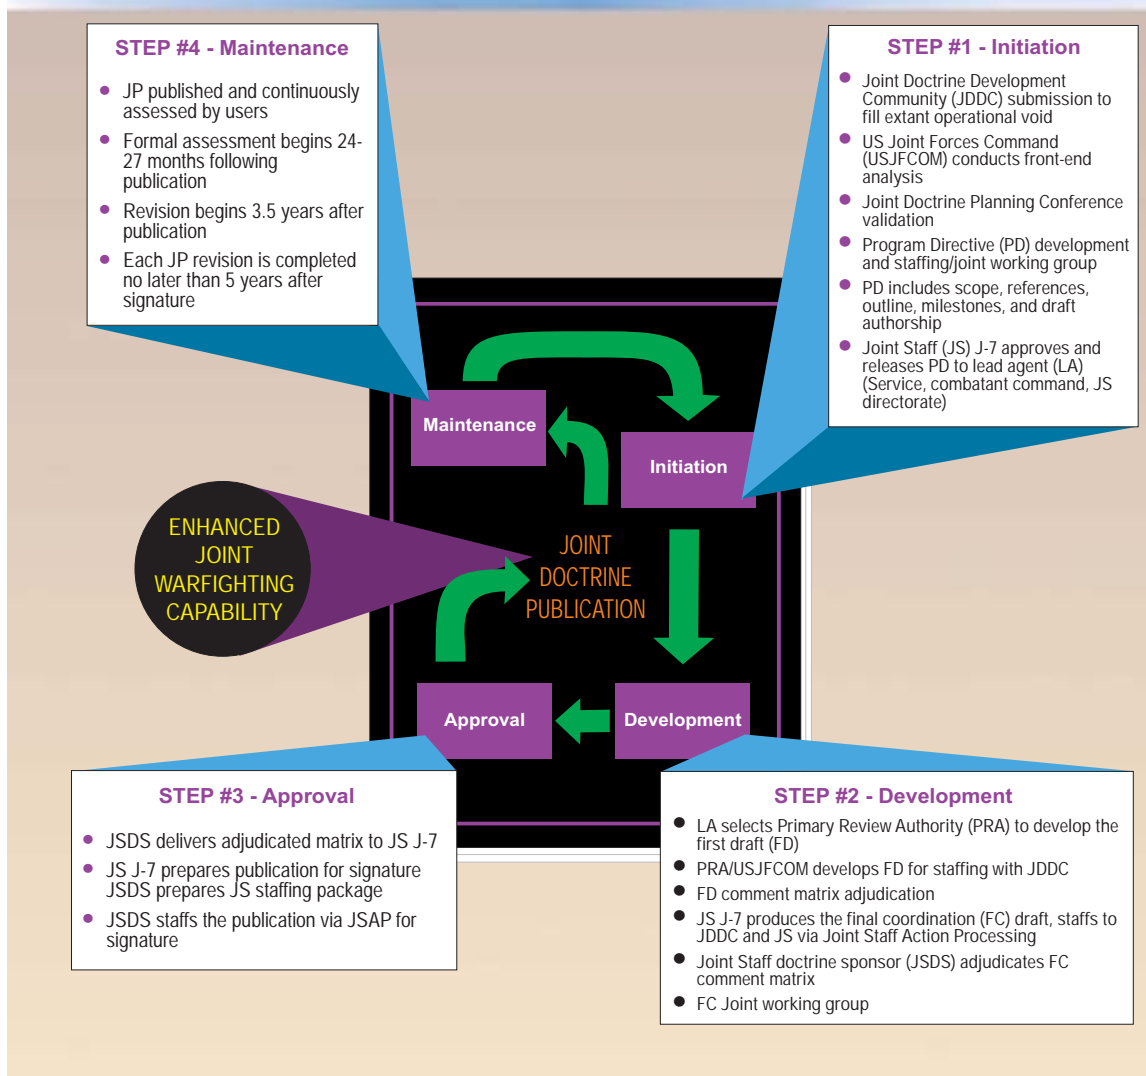 STEP #4 - Maintenance
• JP published and continuously
assessed by users
• Formal assessment begins 24-
27 months following
publication
• Revision begins 3.5 years after
publication
• Each JP revision is completed
no later than 5 years after
signature
STEP #1 - Initiation
• Joint Doctrine Development
Community (JDDC) submission to
fill extant operational void
• US Joint Forces Command
(USJFCOM) conducts front-end
analysis
• Joint Doctrine Planning Conference
validation
• Program Directive (PD) development
and staffing/joint working group
• PD includes scope, references,
outline, milestones, and draft
authorship
• Joint Staff (JS) J-7 approves and
releases PD to lead agent (LA)
(Service, combatant command, JS
directorate)
Maintenance
Initiation
ENHANCED
JOINT
WARFIGHTING
CAPABILITY
JOINT
DOCTRINE
PUBLICATION
Approval
Development
STEP #3 - Approval
• JSDS delivers adjudicated matrix to JS J-7
• JS J-7 prepares publication for signature
JSDS prepares JS staffing package
• JSDS staffs the publication via JSAP for
signature
STEP #2 - Development
• LA selects Primary Review Authority (PRA) to develop the
first draft (FD)
• PRA/USJFCOM develops FD for staffing with JDDC
• FD comment matrix adjudication
• JS J-7 produces the final coordination (FC) draft, staffs to
JDDC and JS via Joint Staff Action Processing
• Joint Staff doctrine sponsor (JSDS) adjudicates FC
comment matrix
• FC Joint working group